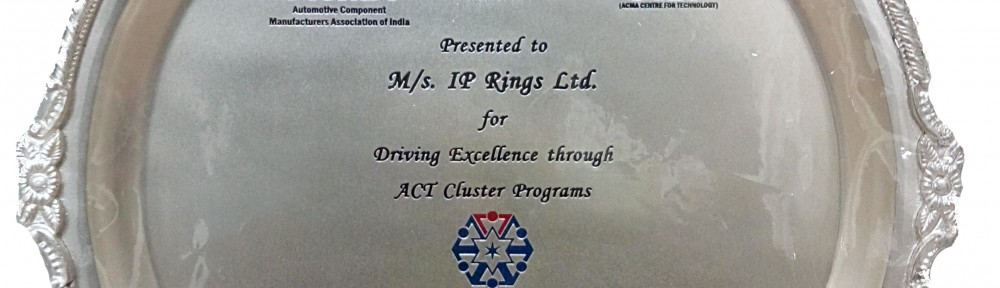 Automotive Component
Manufacturers Association of India
(ACMA CENTRE FOR TECHNOLOGY)
Presented to
M/s. IP Rings Ltd.
for
Driving Excellence through
ACT Cluster Programs